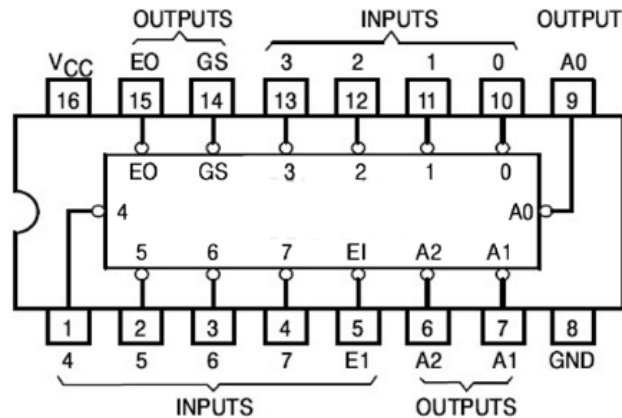 OUTPUTS INPUTS OUTPUT
VCC EO GS 3 2 1 0 A0
16 15 14 13 12 11 10 9
EO GS 3 2 1 0
4 A0
5 6 7 EI A2 A1
1 2 3 4 5 6 7 8
4 5 6 7 E1 A2 A1 GND
INPUTS OUTPUTS